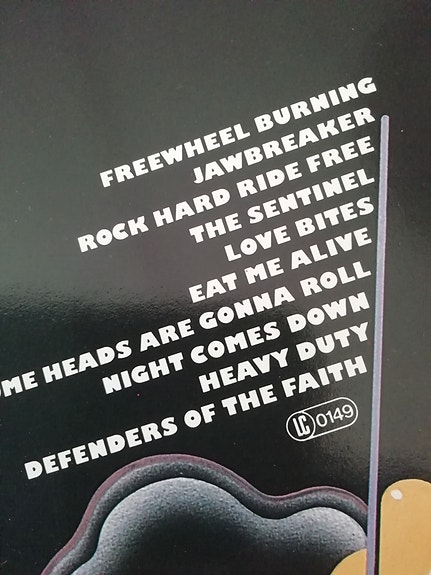 FREEWHEEL BURNING
JAWBREAKER
ROCK HARD RIDE FREE
THE SENTINEL
LOVE BITES
EAT ME ALIVE
OME HEADS ARE GONNA ROLL
NIGHT COMES DOWN
HEAVY DUTY
DEFENDERS OF THE FAITH
LC 0149